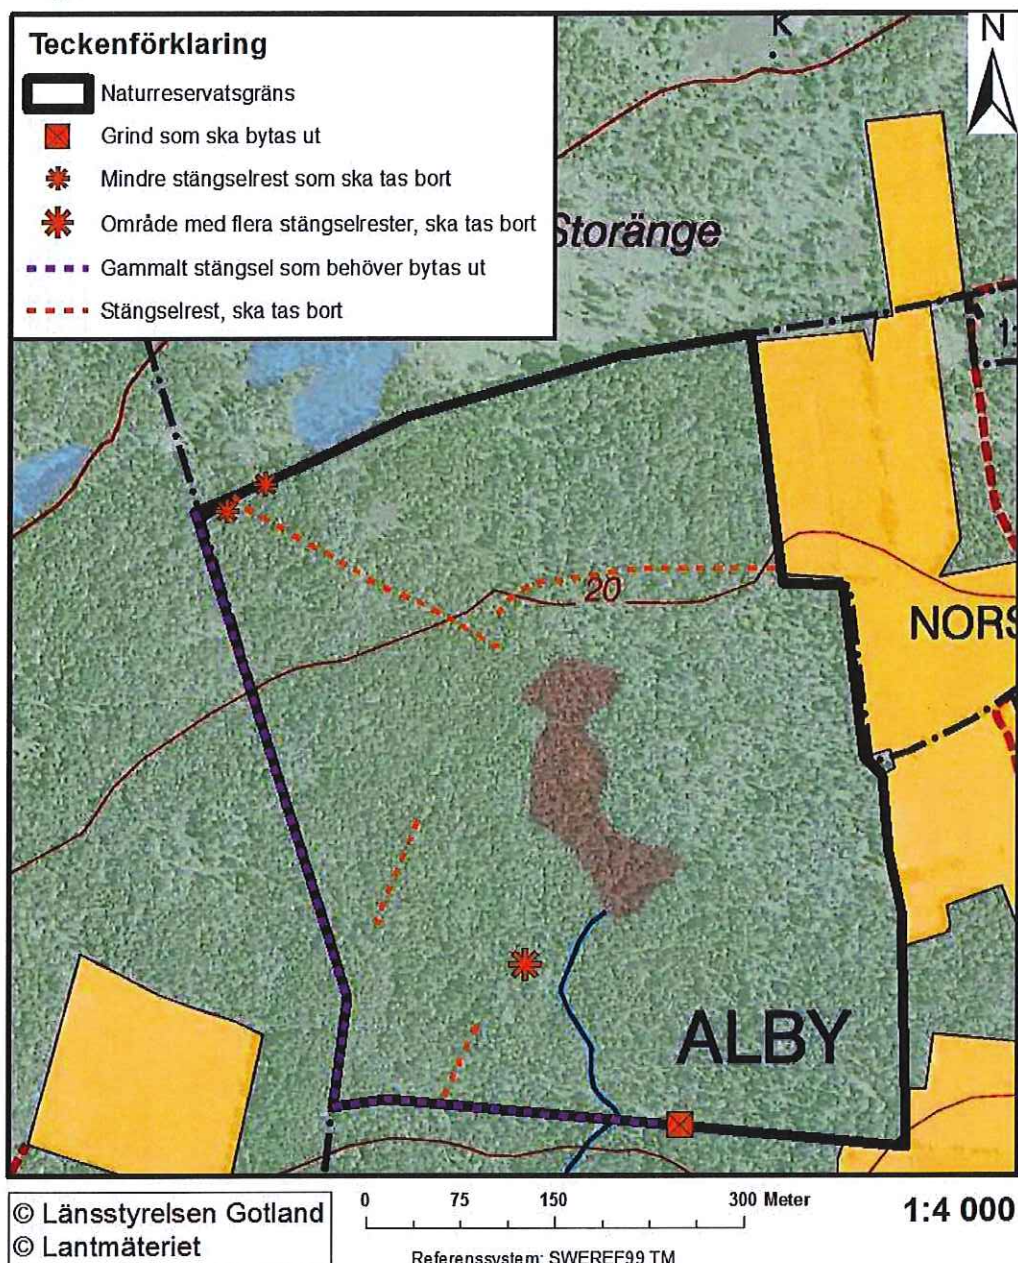 Teckenförklaring
Naturreservatsgräns
Grind som ska bytas ut
Mindre stängselrest som ska tas bort
Område med flera stängselrester, ska tas bort
Gammalt stängsel som behöver bytas ut
Stängselrest, ska tas bort
K
N
Storänge
20
NORS
ALBY
© Länsstyrelsen Gotland
© Lantmäteriet
0 75 150 300 Meter
1:4 000
Referenssystem: SWEREF99 TM